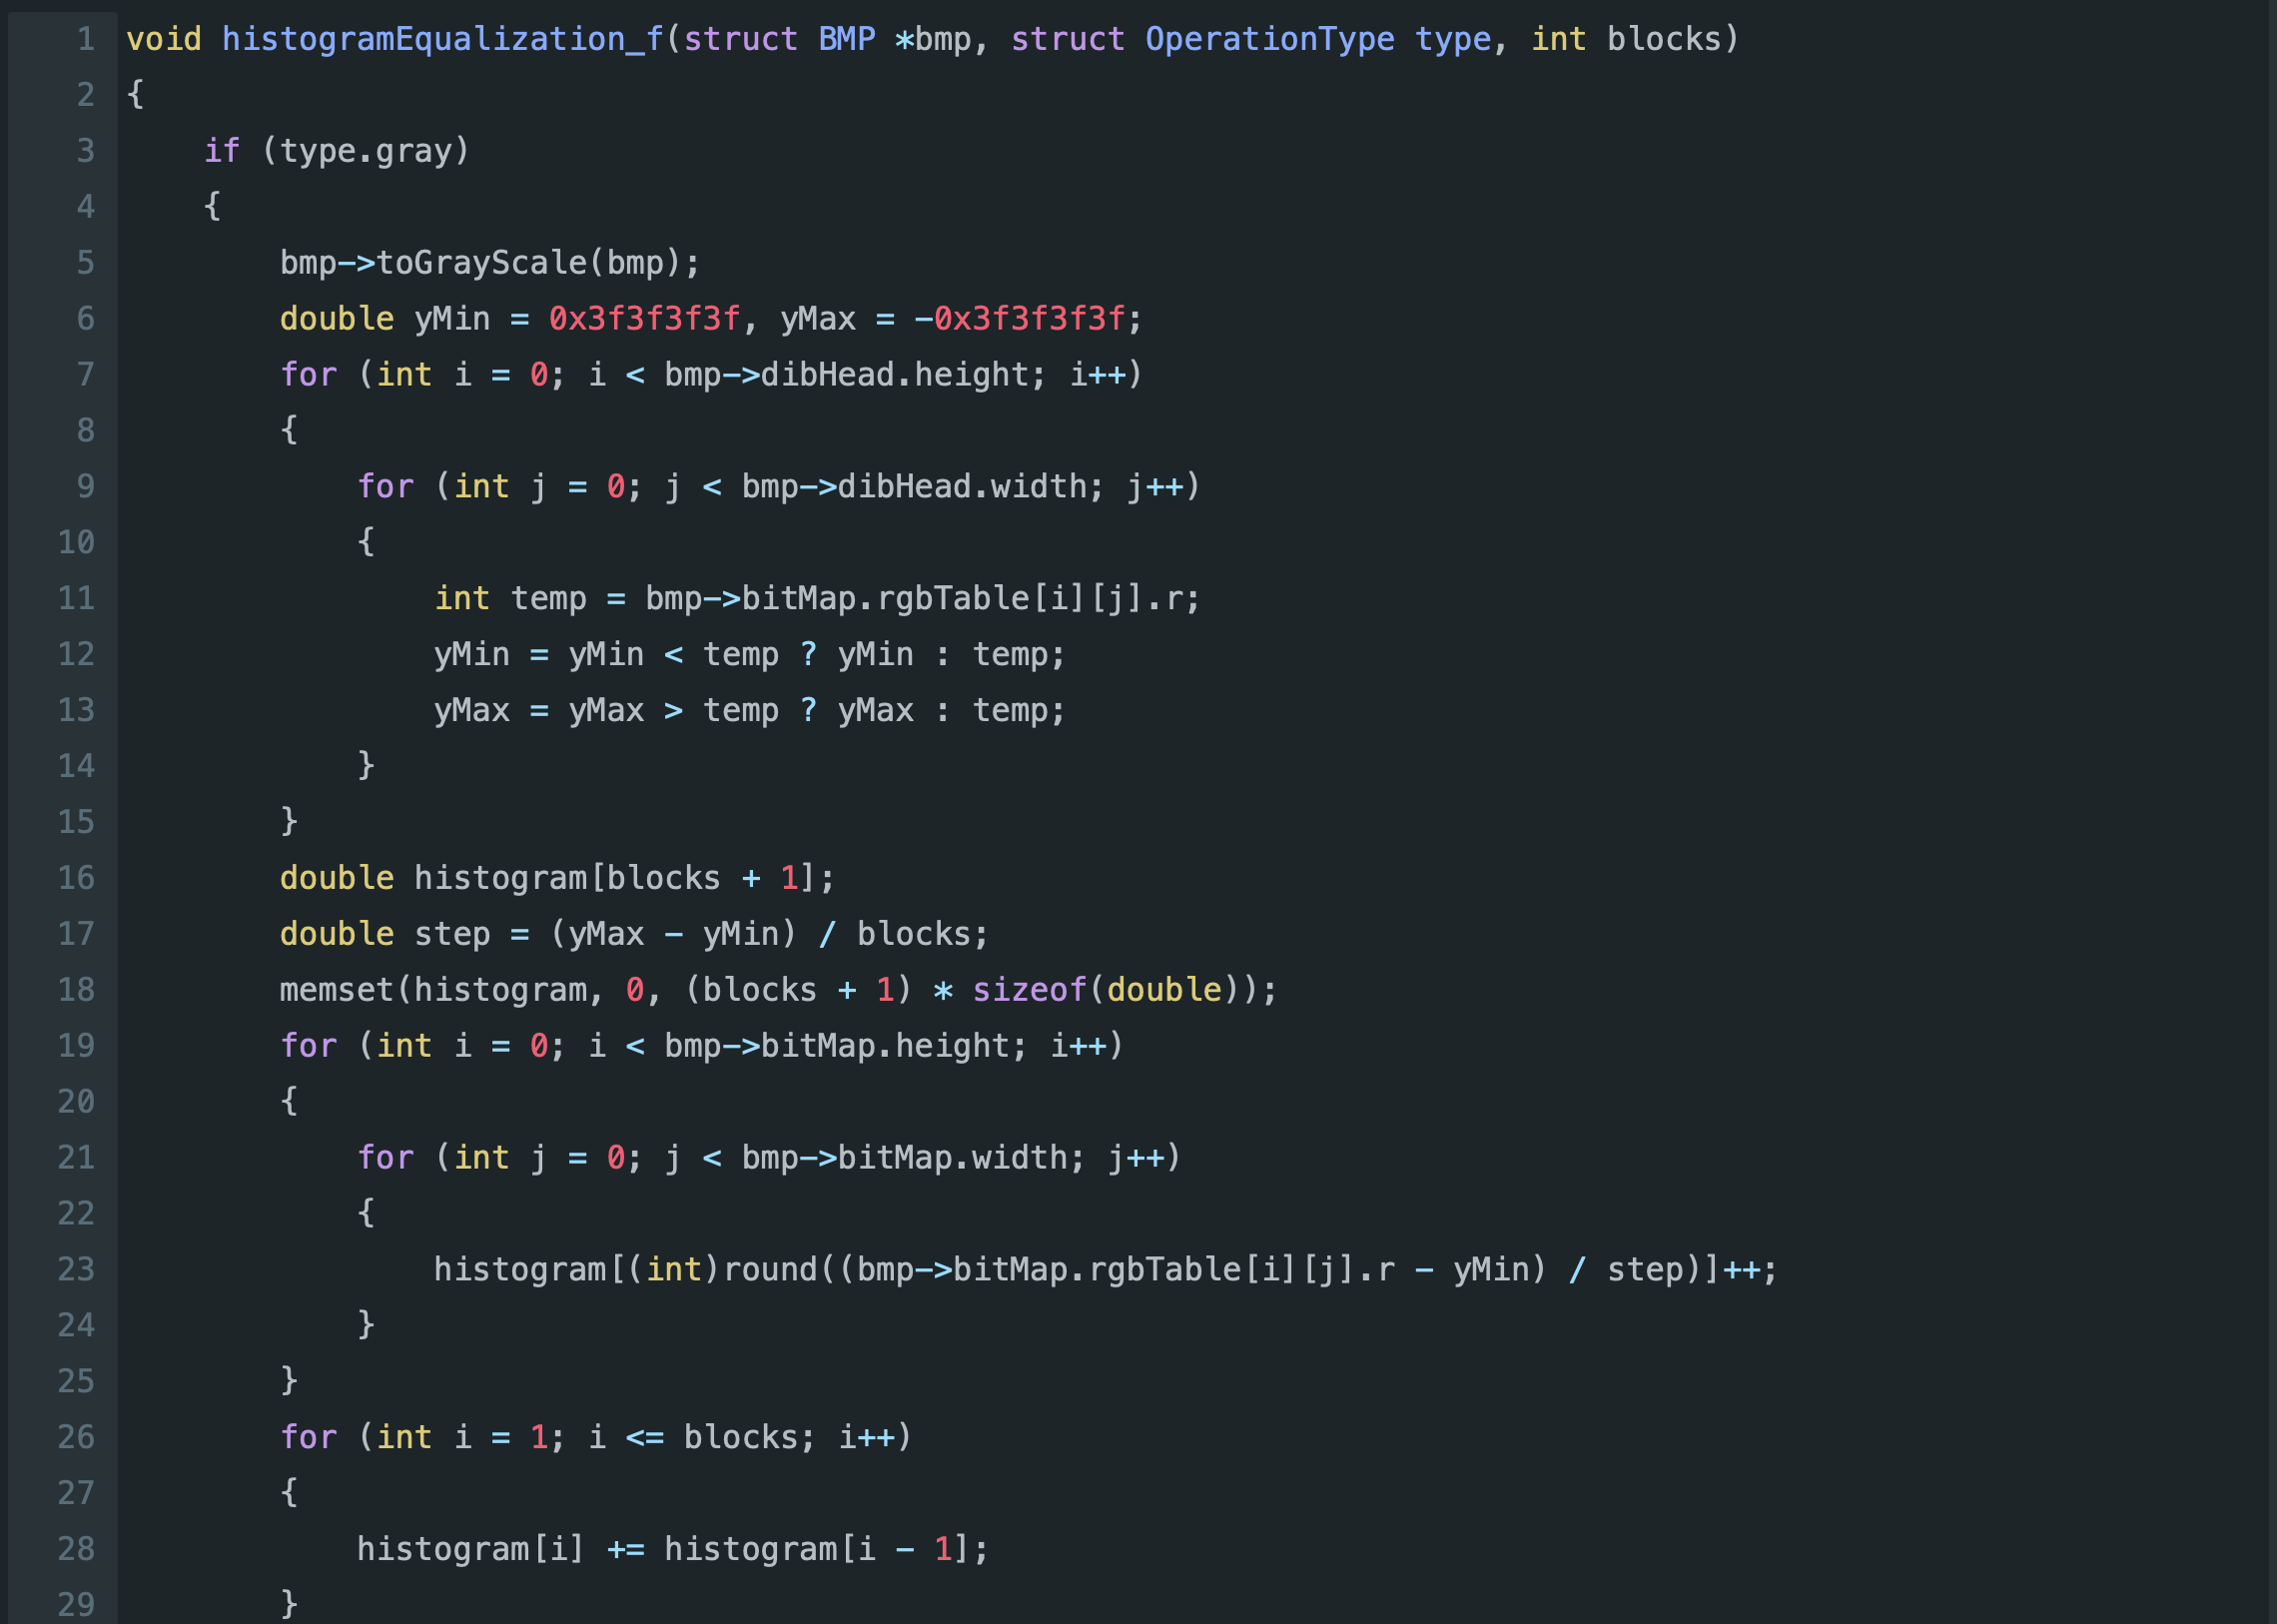 1 void histogramEqualization_f(struct BMP *bmp, struct OperationType type, int blocks)
2 {
3     if (type.gray)
4     {
5         bmp->toGrayScale(bmp);
6         double yMin = 0x3f3f3f3f, yMax = -0x3f3f3f3f;
7         for (int i = 0; i < bmp->dibHead.height; i++)
8         {
9             for (int j = 0; j < bmp->dibHead.width; j++)
10             {
11                 int temp = bmp->bitMap.rgbTable[i][j].r;
12                 yMin = yMin < temp ? yMin : temp;
13                 yMax = yMax > temp ? yMax : temp;
14             }
15         }
16         double histogram[blocks + 1];
17         double step = (yMax - yMin) / blocks;
18         memset(histogram, 0, (blocks + 1) * sizeof(double));
19         for (int i = 0; i < bmp->bitMap.height; i++)
20         {
21             for (int j = 0; j < bmp->bitMap.width; j++)
22             {
23                 histogram[(int)round((bmp->bitMap.rgbTable[i][j].r - yMin) / step)]++;
24             }
25         }
26         for (int i = 1; i <= blocks; i++)
27         {
28             histogram[i] += histogram[i - 1];
29         }